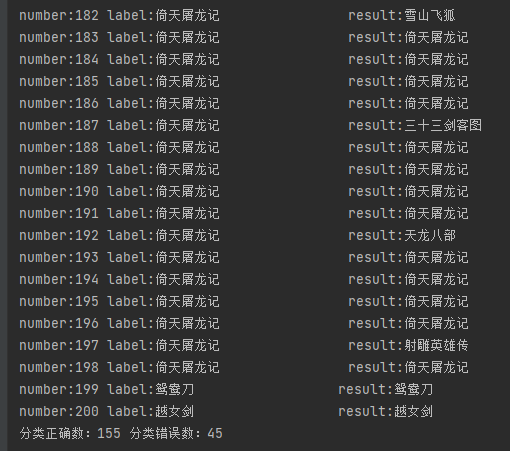 number:182 label:倚天屠龙记 result:雪山飞狐
number:183 label:倚天屠龙记 result:倚天屠龙记
number:184 label:倚天屠龙记 result:倚天屠龙记
number:185 label:倚天屠龙记 result:倚天屠龙记
number:186 label:倚天屠龙记 result:倚天屠龙记
number:187 label:倚天屠龙记 result:三十三剑客图
number:188 label:倚天屠龙记 result:倚天屠龙记
number:189 label:倚天屠龙记 result:倚天屠龙记
number:190 label:倚天屠龙记 result:倚天屠龙记
number:191 label:倚天屠龙记 result:倚天屠龙记
number:192 label:倚天屠龙记 result:天龙八部
number:193 label:倚天屠龙记 result:倚天屠龙记
number:194 label:倚天屠龙记 result:倚天屠龙记
number:195 label:倚天屠龙记 result:倚天屠龙记
number:196 label:倚天屠龙记 result:倚天屠龙记
number:197 label:倚天屠龙记 result:射雕英雄传
number:198 label:倚天屠龙记 result:倚天屠龙记
number:199 label:鸳鸯刀 result:鸳鸯刀
number:200 label:越女剑 result:越女剑
分类正确数：155 分类错误数：45